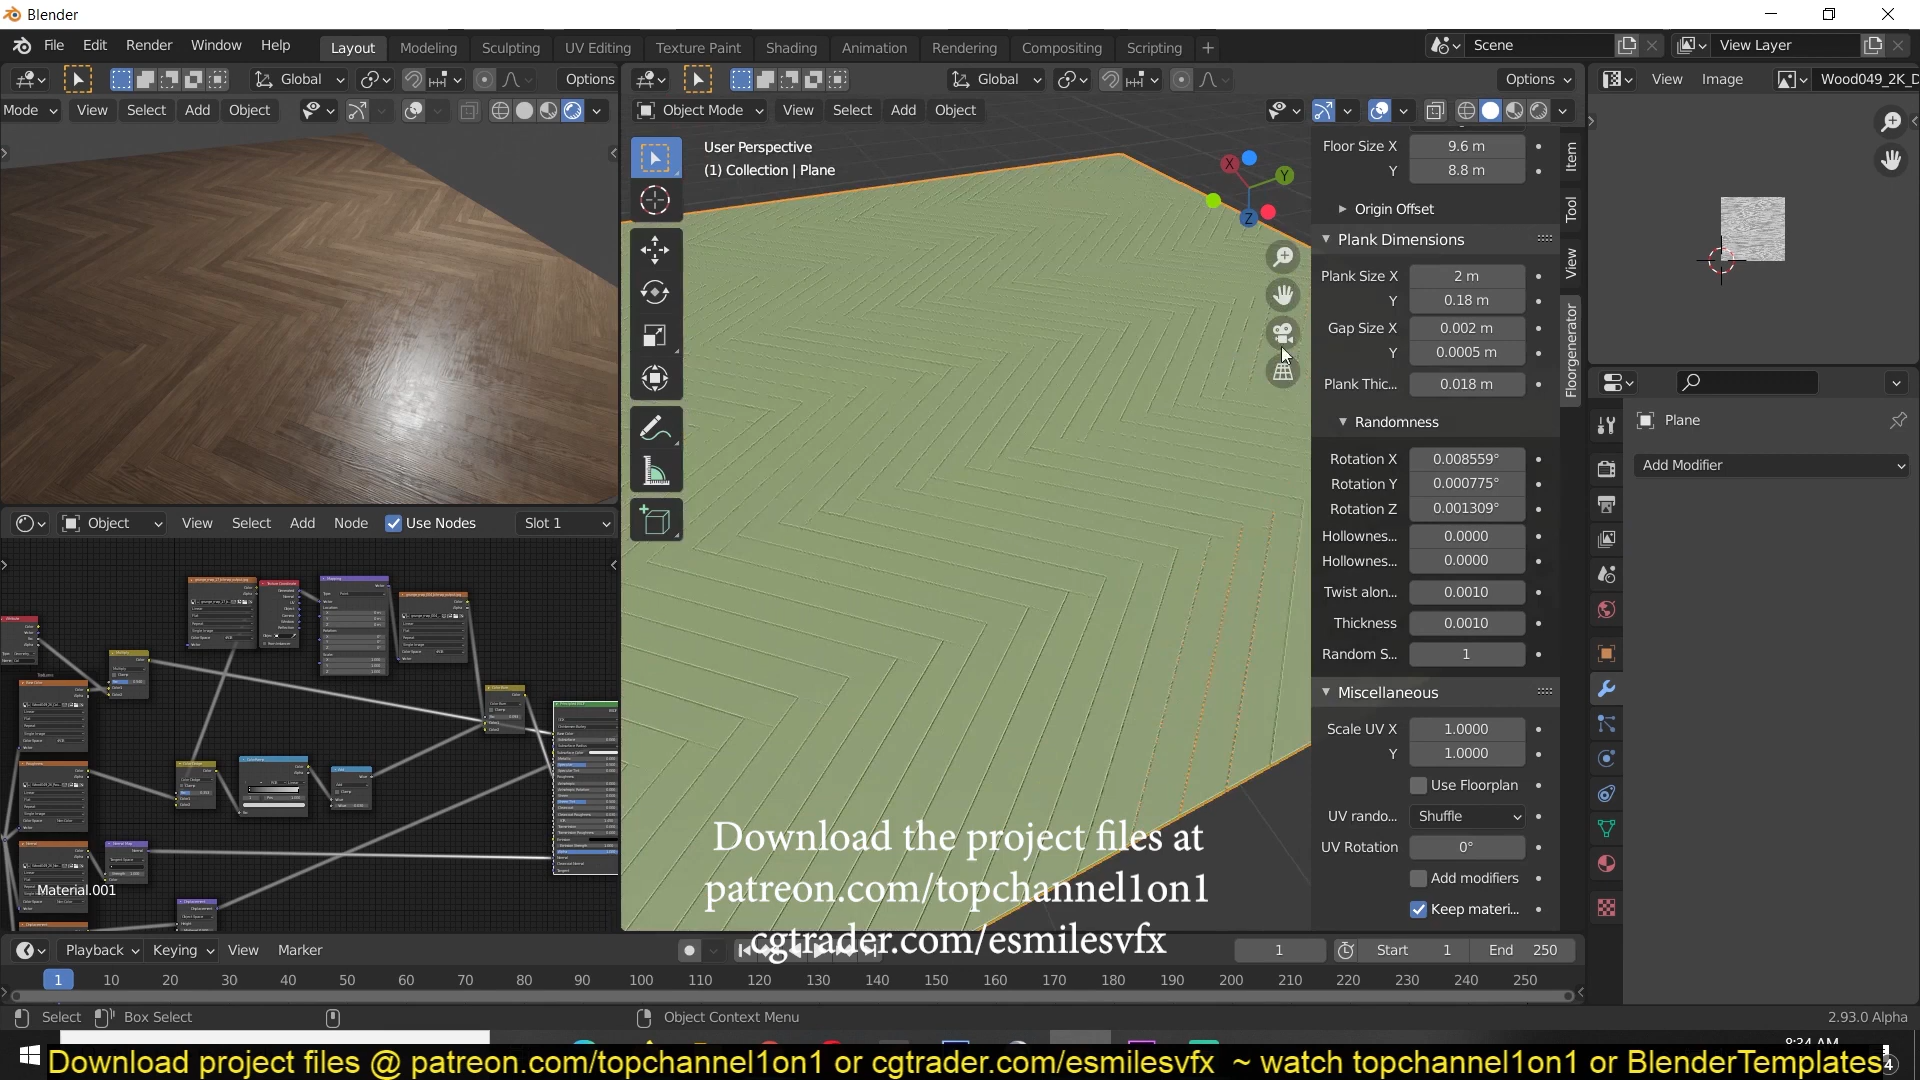 Blender
File Edit Render Window Help Layout Modeling Sculpting UV Editing Texture Paint Shading Animation Rendering Compositing Scripting + Scene View Layer
Global Options Global Options View Image Wood049_2K_D
Mode View Select Add Object Object Mode View Select Add Object
User Perspective
(1) Collection | Plane
X
Y
Z
Floor Size X 9.6 m
Y 8.8 m
Origin Offset
Plank Dimensions
Plank Size X 2 m
Y 0.18 m
Gap Size X 0.002 m
Y 0.0005 m
Plank Thic... 0.018 m
Randomness
Rotation X 0.008559°
Rotation Y 0.000775°
Rotation Z 0.001309°
Hollownes... 0.0000
Hollownes... 0.0000
Twist alon... 0.0010
Thickness 0.0010
Random S... 1
Miscellaneous
Scale UV X 1.0000
Y 1.0000
Use Floorplan
UV rando... Shuffle
UV Rotation 0°
Add modifiers
Keep materi...
Item
Tool
View
Floorgenerator
Plane
Add Modifier
Object View Select Add Node Use Nodes Slot 1
Material.001
Download the project files at
patreon.com/topchannel1on1
cgtrader.com/esmilesvfx
Playback Keying View Marker 1 Start 1 End 250
1 10 20 30 40 50 60 70 80 90 100 110 120 130 140 150 160 170 180 190 200 210 220 230 240 250
Select Box Select Object Context Menu 2.93.0 Alpha
8:34 AM
Download project files @ patreon.com/topchannel1on1 or cgtrader.com/esmilesvfx ~ watch topchannel1on1 or BlenderTemplates
4